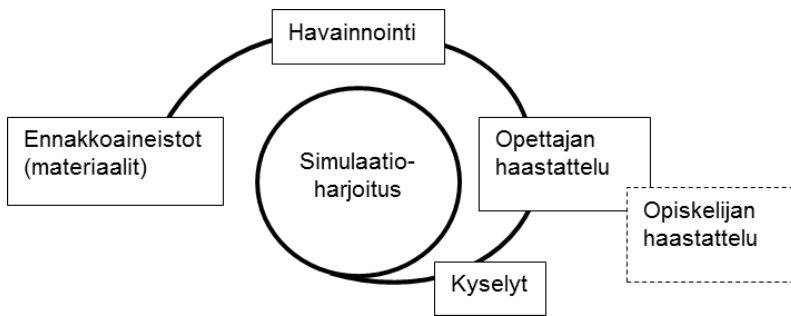 Havainnointi
Ennakkoaineistot
(materiaalit)
Simulaatio-
harjoitus
Opettajan
haastattelu
Opiskelijan
haastattelu
Kyselyt